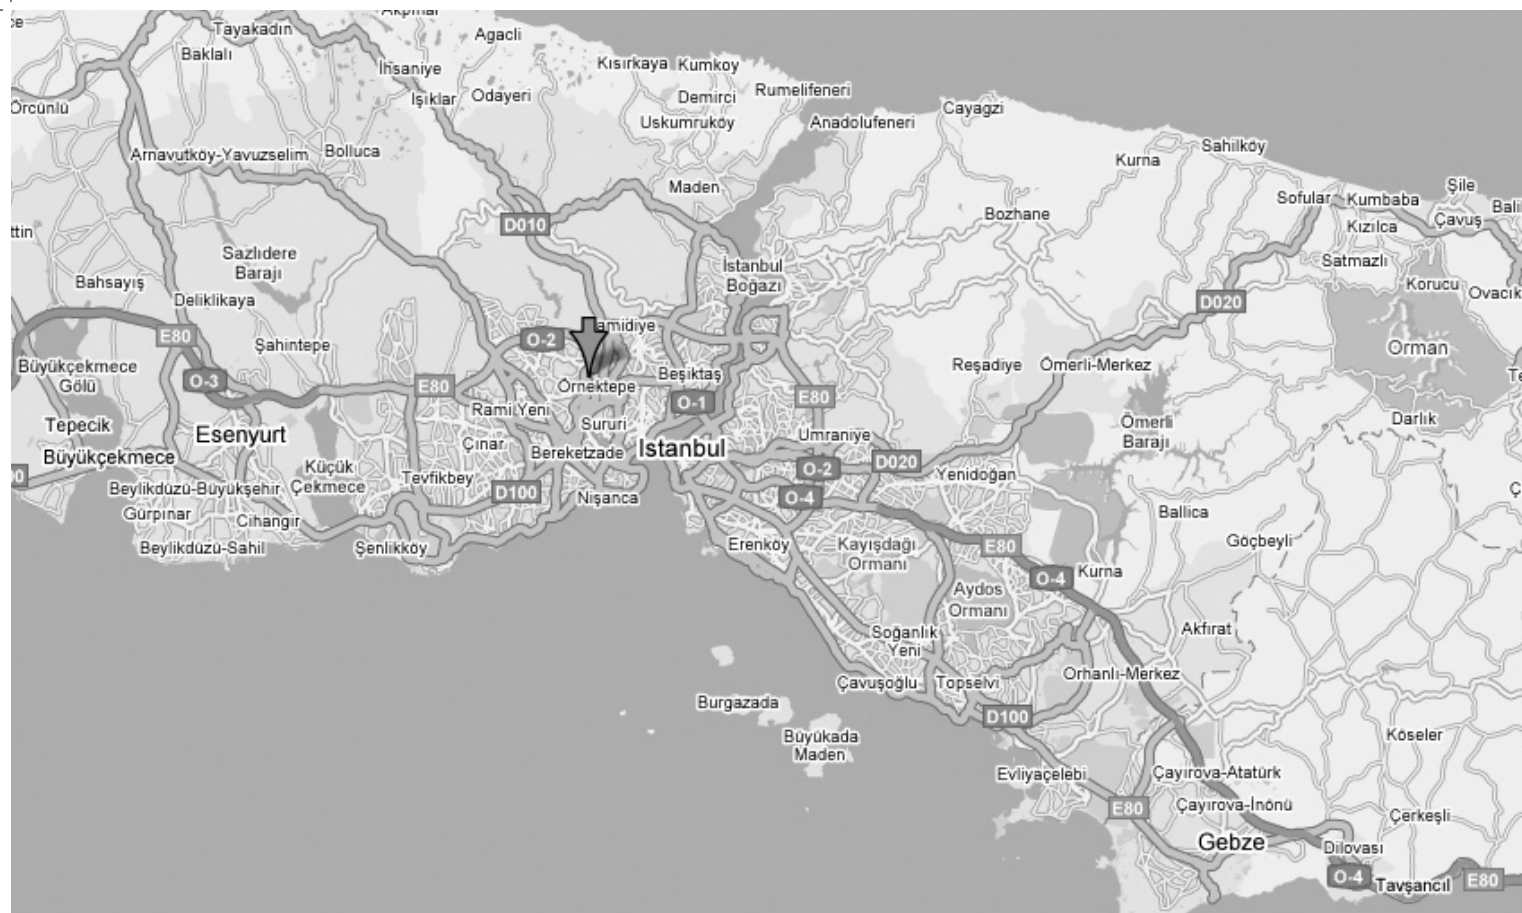 Akpınar
Tayakadın
Agacli
Baklalı
İhsaniye
Kısırkaya
Kumkoy
Işıklar
Odayeri
Demirci
Rumelifeneri
Örcünlü
Uskumruköy
Anadolufeneri
Cayagzi
Arnavutköy-Yavuzselim
Bolluca
Kurna
Sahilköy
Maden
Sofular
Kumbaba
Şile
Çavuş
D010
Bozhane
Kızılca
Sazlıdere
Barajı
İstanbul
Boğazı
Satmazlı
Bahsayış
Deliklikaya
Korucu
Ovacık
D020
E80
Şahintepe
O-2
Orman
Büyükçekmece
Gölü
O-3
E80
Örnektepe
Beşiktaş
O-1
E80
Reşadiye
Ömerli-Merkez
Rami Yeni
Sururi
Tepecik
Esenyurt
Çınar
Bereketzade
Istanbul
Umraniye
Ömerli
Barajı
Darlık
Büyükçekmece
Küçük
Çekmece
Tevfikbey
O-2
D020
Yenidoğan
Beylikdüzü-Büyükşehir
D100
Nişanca
O-4
Gürpınar
Cihangir
Ballica
Beylikdüzü-Sahil
Şenlikköy
Erenköy
Kayışdağı
Ormanı
E80
Göçbeyli
O-4
Kurna
Aydos
Ormanı
Soğanlık
Yeni
Akfırat
Çavuşoğlu
Topselvi
Orhanlı-Merkez
Burgazada
D100
Büyükada
Maden
Köseler
Evliyaçelebi
Çayırova-Atatürk
E80
Çayırova-İnönü
Çerkeşli
Gebze
Dilovası
O-4
Tavşancıl
E80